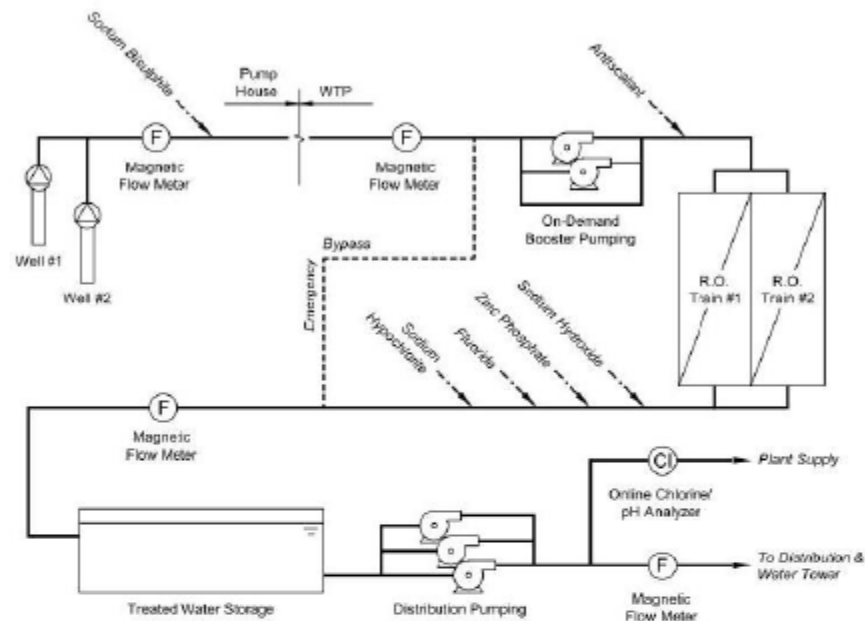 Sodium Bisulphite
Pump
House
WTP
Antiscalant
F
Magnetic
Flow Meter
F
Magnetic
Flow Meter
On-Demand
Booster Pumping
Well #1
Well #2
Bypass
Emergency
R.O.
Train #1
R.O.
Train #2
Sodium
Hypochlorite
Fluoride
Zinc Phosphate
Sodium Hydroxide
F
Magnetic
Flow Meter
Cl
Plant Supply
Online Chlorine/
pH Analyzer
Treated Water Storage
Distribution Pumping
F
Magnetic
Flow Meter
To Distribution &
Water Tower